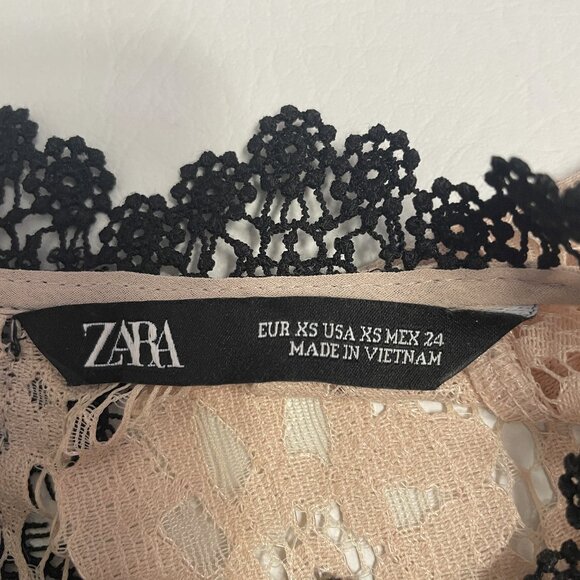 ZARA
EUR XS USA XS MEX 24
MADE IN VIETNAM